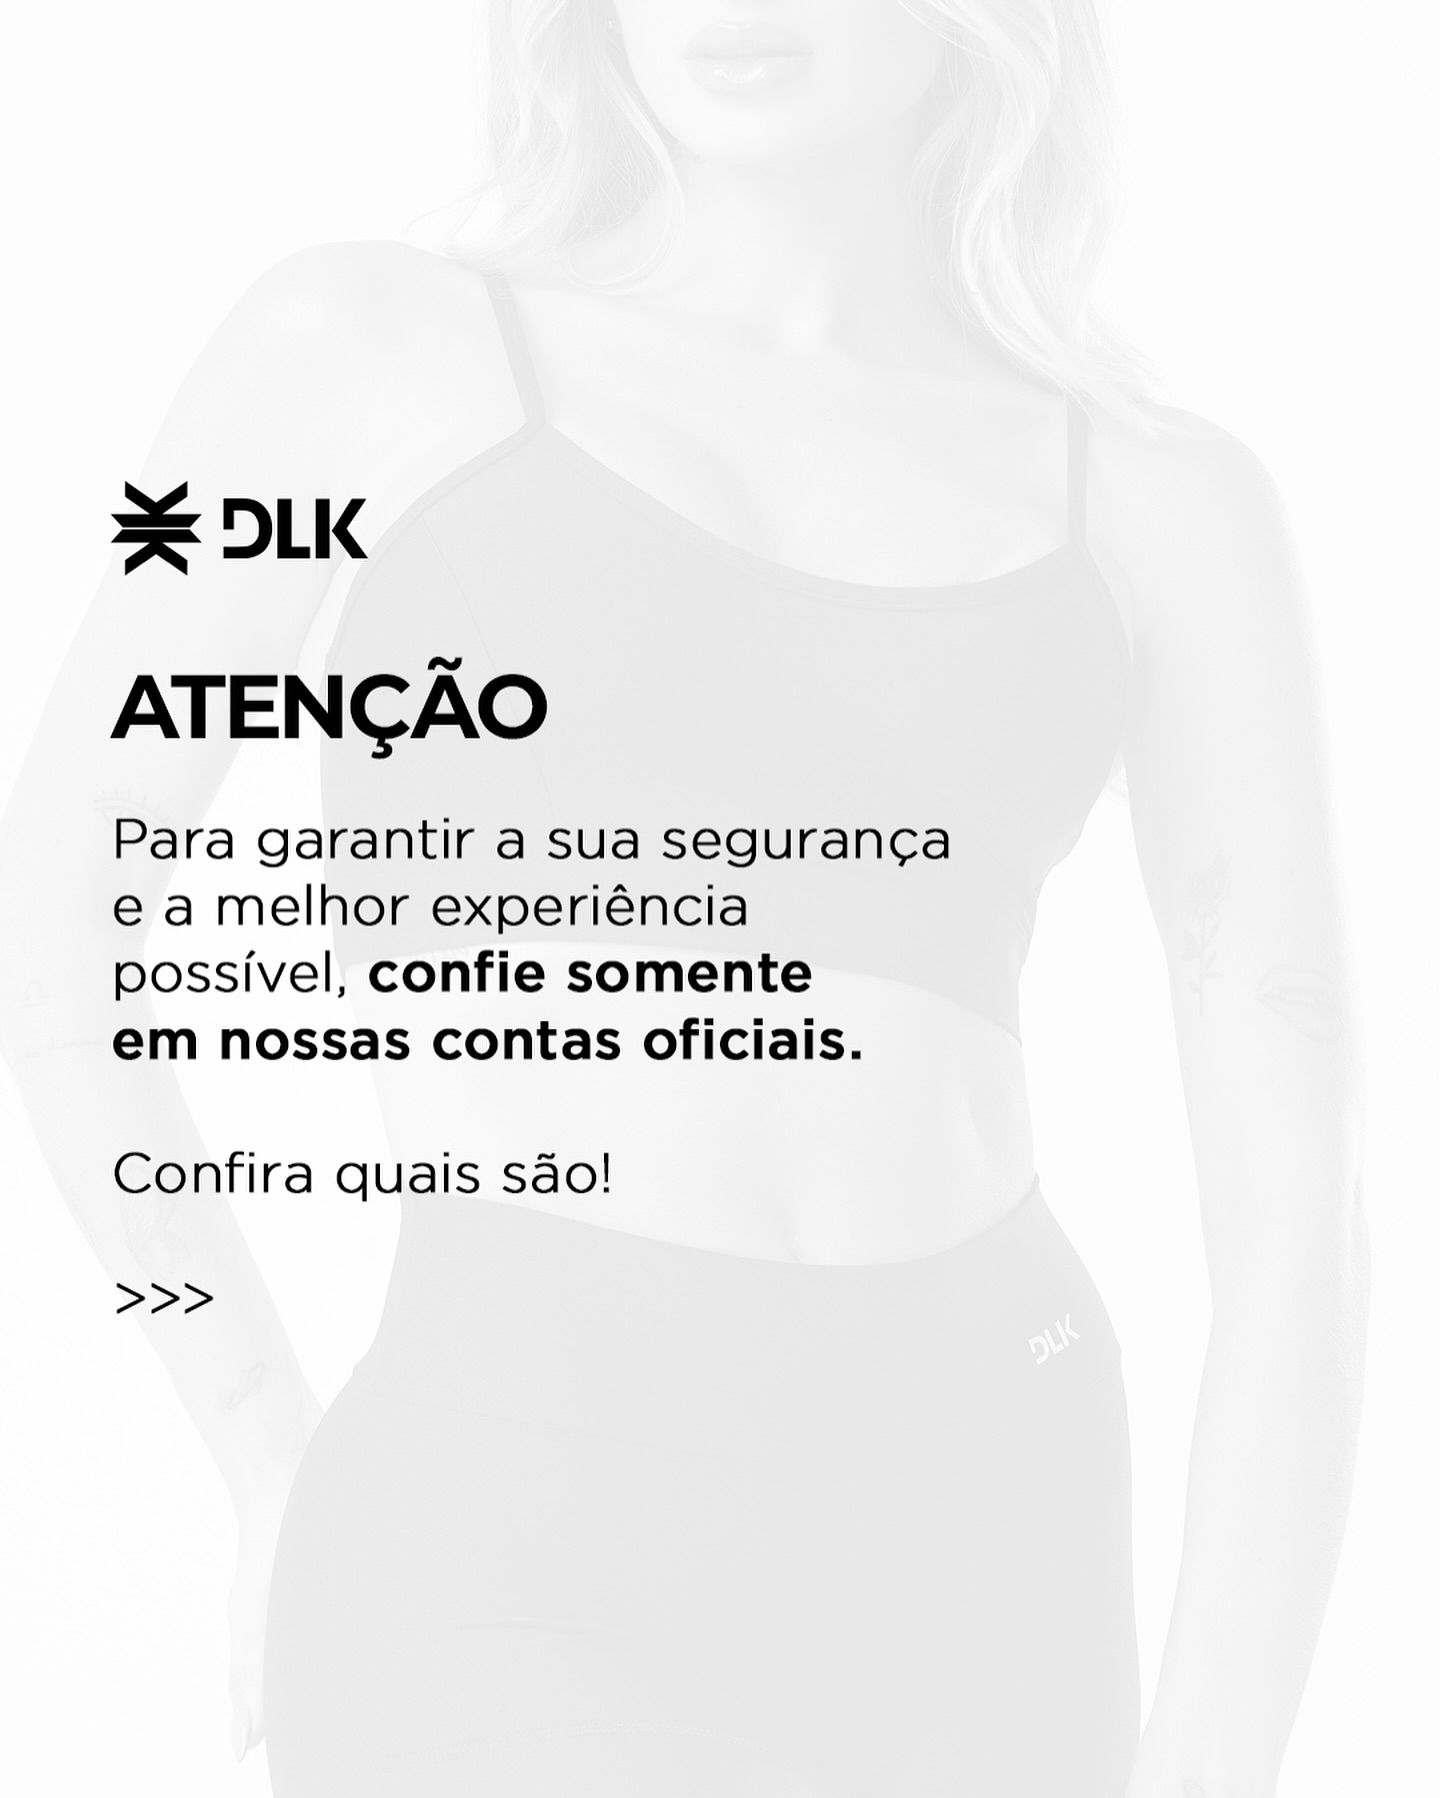 DLK
ATENÇÃO
Para garantir a sua segurança
e a melhor experiência
possível, confie somente
em nossas contas oficiais.
Confira quais são!
>>>
DLK